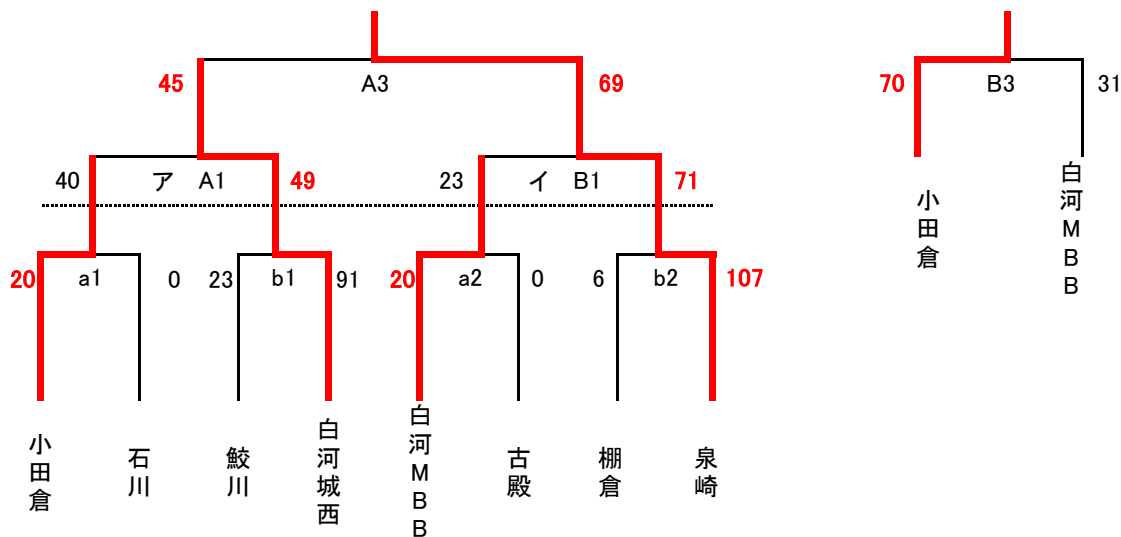 45 A3 69
70 B3 31
40 ア A1 49
23 イ B1 71
20 a1 0
23 b1 91
20 a2 0
6 b2 107
小田倉
石川
鮫川
白河城西
白河MBB
古殿
棚倉
泉崎
小田倉
白河MBB